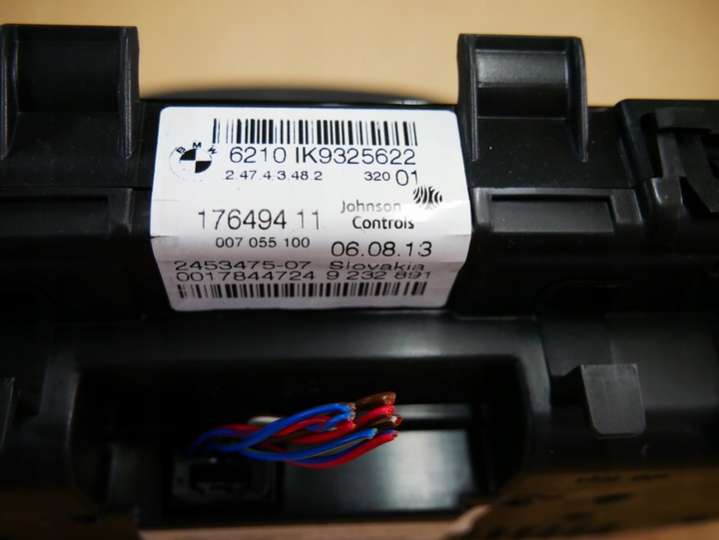 BMW
6210 IK9325622
2 47.4 3.48 2 320 01
Johnson Controls
176494 11
007 055 100 06.08.13
2453475-07 Slovakia
0017844724 9 232 891